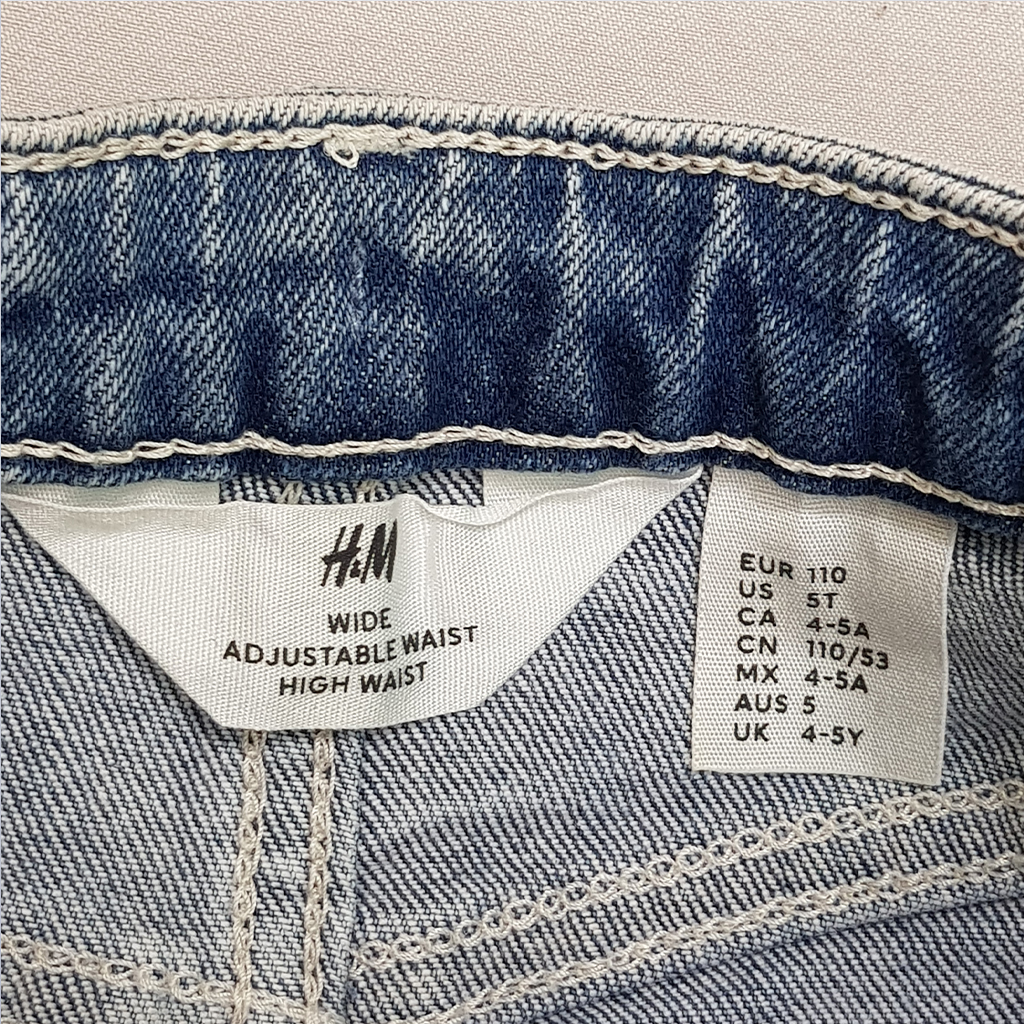 H&M
WIDE
ADJUSTABLE WAIST
HIGH WAIST
EUR 110
US 5T
CA 4-5A
CN 110/53
MX 4-5A
AUS 5
UK 4-5Y